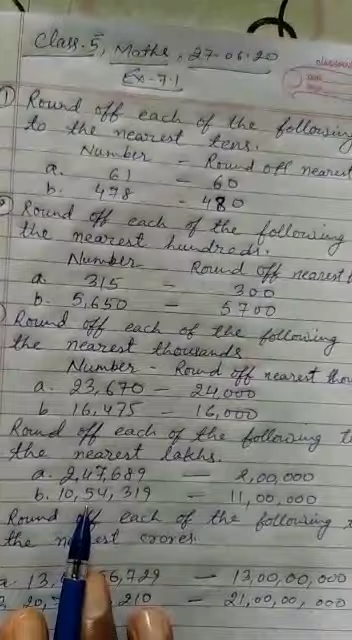 Class-5, Maths, 27-06-20
Ex-7.1
① Round off each of the following
to the nearest tens.
Number - Round off nearest
a. 61 - 60
b. 478 - 480
Round off each of the following
the nearest hundreds.
Number - Round off nearest
a. 315 - 300
b. 5,650 - 5700
Round off each of the following
the nearest thousands
Number - Round off nearest thou
a. 23,670 - 24,000
b. 16,475 - 16,000
Round off each of the following t
the nearest lakhs.
a. 2,47,689 - 2,00,000
b. 10,54,319 - 11,00,000
Round off each of the following
the nearest crores.
a. 13, 6,729 - 13,00,00,000
20, 210 - 21,00,00,000